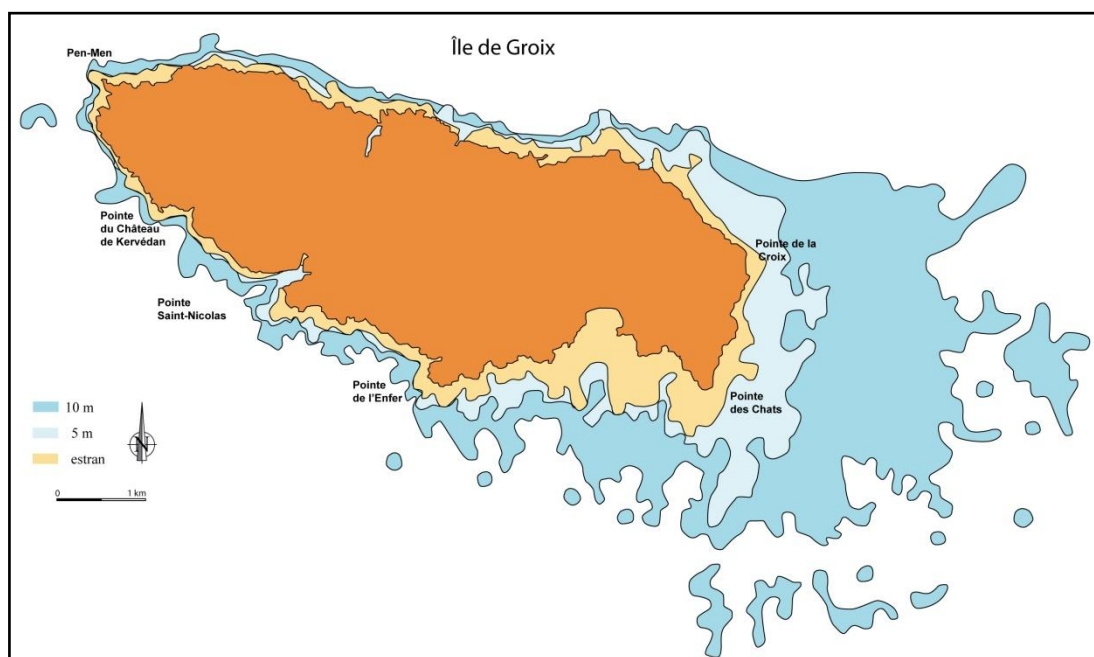 Île de Groix
Pen-Men
Pointe
du Château
de Kervédan
Pointe de la
Croix
Pointe
Saint-Nicolas
Pointe
de l'Enfer
Pointe
des Chats
10 m
5 m
estran
N
0 1 km